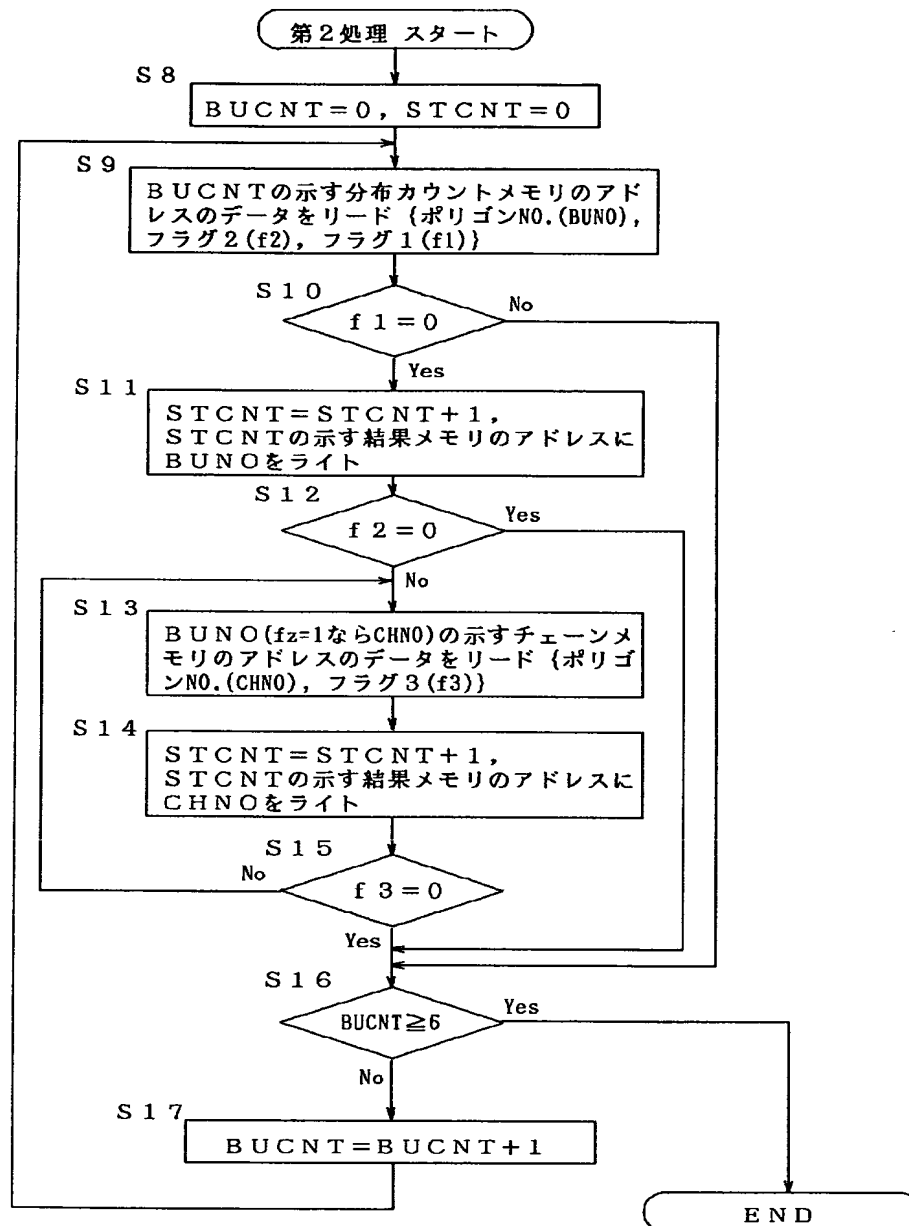 第2処理 スタート
S8
BUCNT=0, STCNT=0
S9
BUCNTの示す分布カウントメモリのアド
レスのデータをリード {ポリゴンNO.(BUNO),
フラグ2(f2), フラグ1(f1)}
S10
No
f1=0
Yes
S11
STCNT=STCNT+1,
STCNTの示す結果メモリのアドレスに
BUNOをライト
S12
Yes
f2=0
No
S13
BUNO(fz=1ならCHNO)の示すチェーンメ
モリのアドレスのデータをリード {ポリゴ
ンNO.(CHNO), フラグ3(f3)}
S14
STCNT=STCNT+1,
STCNTの示す結果メモリのアドレスに
CHNOをライト
S15
No
f3=0
Yes
S16
Yes
BUCNT≧6
No
S17
BUCNT=BUCNT+1
END